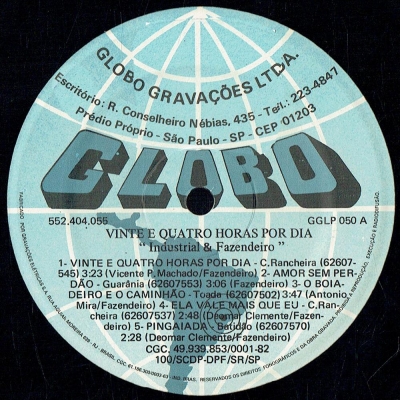 GLOBO GRAVAÇÕES LTDA.
Escritório: R. Conselheiro Nébias, 435 - Tel.: 223-4847
Prédio Próprio - São Paulo - SP - CEP 01203
GLOBO
552.404.055
GGLP 050 A
VINTE E QUATRO HORAS POR DIA
" Industrial & Fazendeiro "
1- VINTE E QUATRO HORAS POR DIA - C.Rancheira (62607-
545) 3:23 (Vicente P. Machado/Fazendeiro) 2- AMOR SEM PER-
DÃO - Guarânia (62607553) 3:06 (Fazendeiro) 3- O BOIA-
DEIRO E O CAMINHÃO - Toada (62607502) 3:47 (Antonio
Mira/Fazendeiro) 4- ELA VALE MAIS QUE EU - C.Ran-
cheira (62607537) 2:48 (Deomar Clemente/Fazen-
deiro) 5- PINGAIADA - Batidão (62607570)
2:28 (Deomar Clemente/Fazendeiro)
CGC. 49.939.853/0001-82
100/SCDP-DPF/SR/SP